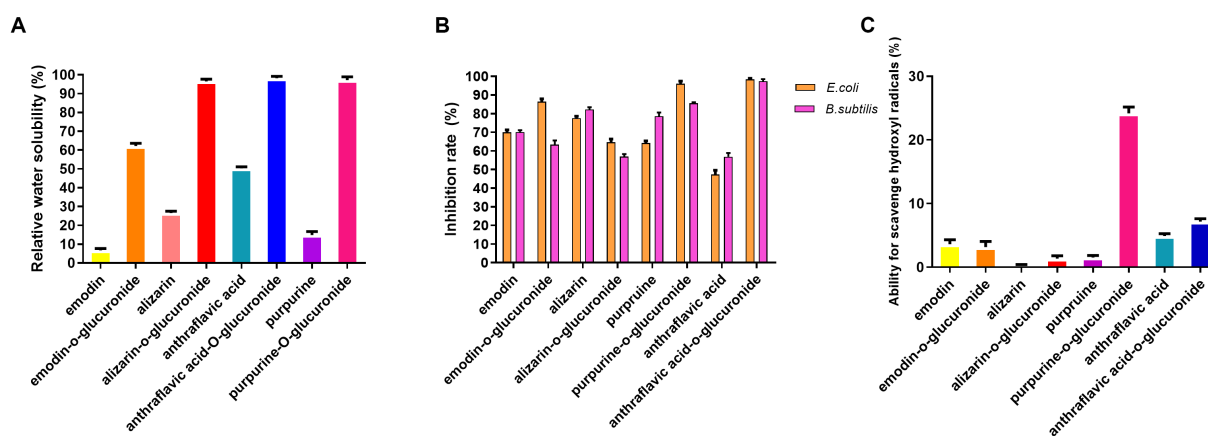 A
Relative water solubility (%)
100
90
80
70
60
50
40
30
20
10
0
emodin
emodin-o-glucuronide
alizarin
alizarin-o-glucuronide
anthraflavic acid
anthraflavic acid-O-glucuronide
purpurine
purpurine-O-glucuronide
B
Inhibition rate (%)
100
90
80
70
60
50
40
30
20
10
0
emodin
emodin-o-glucuronide
alizarin
alizarin-o-glucuronide
purpruine
purpurine-o-glucuronide
anthraflavic acid
anthraflavic acid-o-glucuronide
E.coli
B.subtilis
C
Ability for scavenge hydroxyl radicals (%)
30
20
10
0
emodin
emodin-o-glucuronide
alizarin
alizarin-o-glucuronide
purpruine
purpurine-o-glucuronide
anthraflavic acid
anthraflavic acid-o-glucuronide